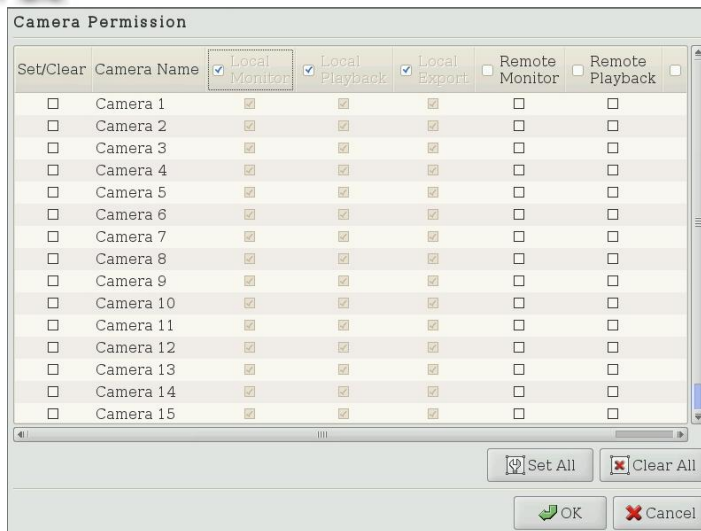 Camera Permission
Set/Clear Camera Name Local Monitor Local Playback Local Export Remote Monitor Remote Playback
Camera 1
Camera 2
Camera 3
Camera 4
Camera 5
Camera 6
Camera 7
Camera 8
Camera 9
Camera 10
Camera 11
Camera 12
Camera 13
Camera 14
Camera 15
Set All Clear All
OK Cancel